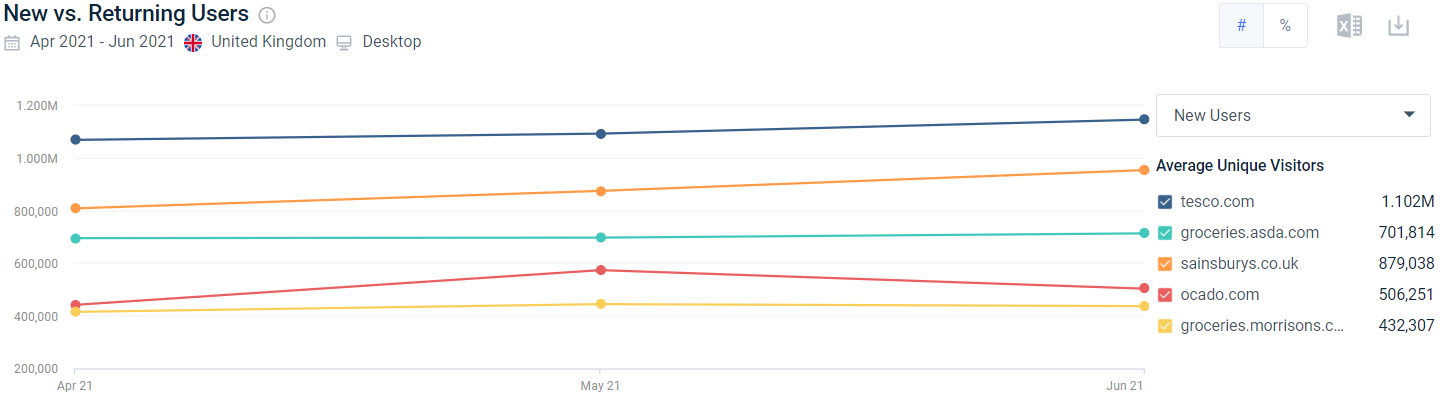 New vs. Returning Users
Apr 2021 - Jun 2021 United Kingdom Desktop
# %
1.200M
1.000M
800,000
600,000
400,000
200,000
Apr 21 May 21 Jun 21
New Users
Average Unique Visitors
tesco.com 1.102M
groceries.asda.com 701,814
sainsburys.co.uk 879,038
ocado.com 506,251
groceries.morrisons.c... 432,307